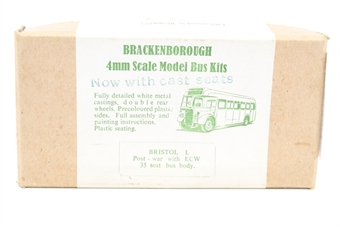 BRACKENBOROUGH
4mm Scale Model Bus Kits
Now with cast seats
Fully detailed white metal
castings, double rear
wheels. Precoloured plastic
sides. Full assembly and
painting instructions.
Plastic seating.
BRISTOL L
Post-war with ECW
35 seat bus body.